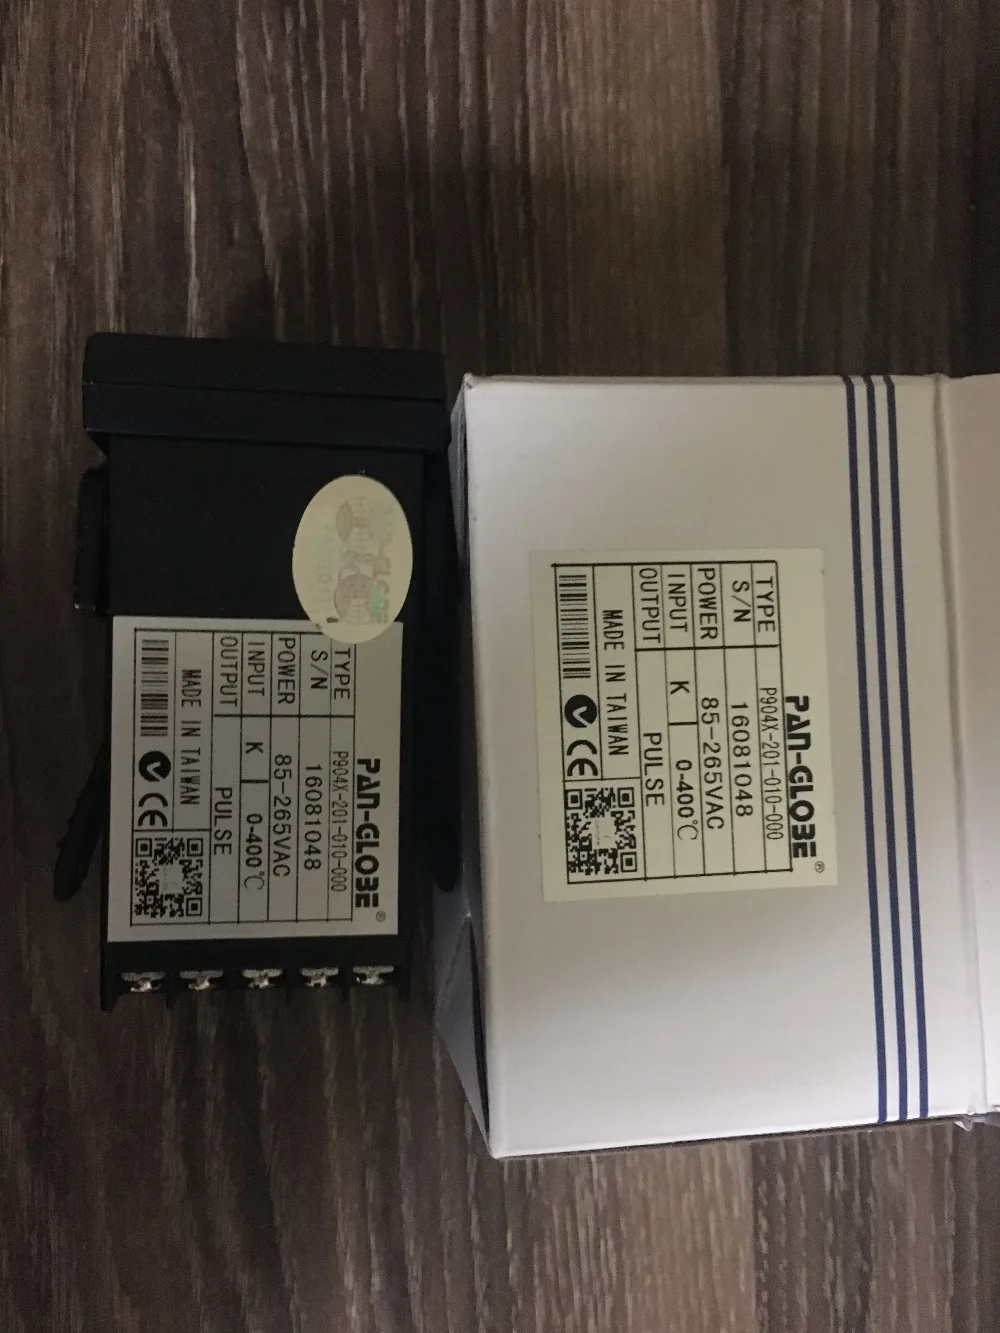 PAN-GLOBE®
TYPE P904X-201-010-000
S/N 16081048
POWER 85-265VAC
INPUT K 0-400℃
OUTPUT PULSE
MADE IN TAIWAN
CE
PAN-GLOBE®
TYPE P904X-201-010-000
S/N 16081048
POWER 85-265VAC
INPUT K 0-400℃
OUTPUT PULSE
MADE IN TAIWAN
CE